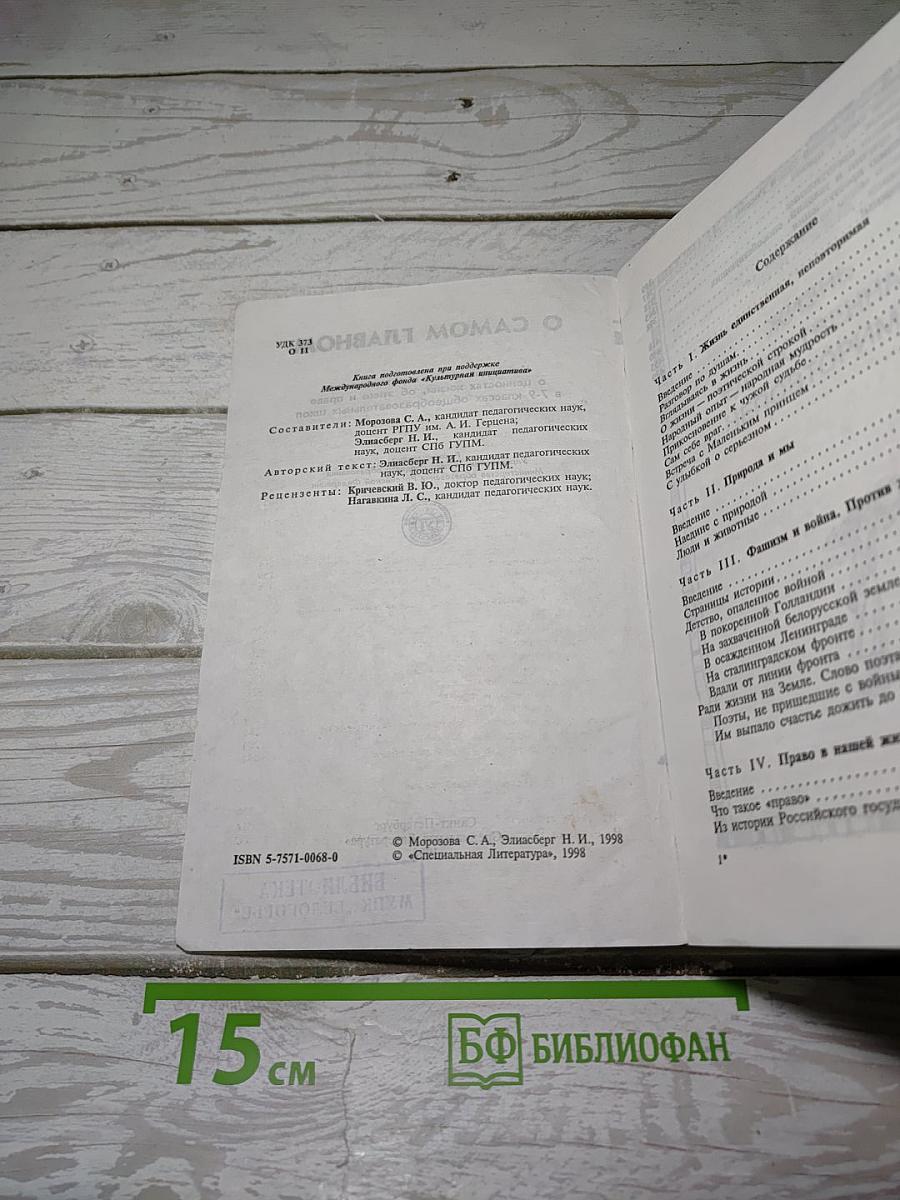 УДК 373
О 11
Книга подготовлена при поддержке
Международного фонда «Культурная инициатива»
Составители: Морозова С. А., кандидат педагогических наук,
доцент РГПУ им. А. И. Герцена;
Элиасберг Н. И., кандидат педагогических
наук, доцент СПб ГУПМ.
Авторский текст: Элиасберг Н. И., кандидат педагогических
наук, доцент СПб ГУПМ.
Рецензенты: Кричевский В. Ю., доктор педагогических наук;
Нагавкина Л. С., кандидат педагогических наук.
ISBN 5-7571-0068-0
© Морозова С. А., Элиасберг Н. И., 1998
© «Специальная Литература», 1998
Содержание
Часть I. Жизнь единственная, неповторимая
Введение
Разговор по душам
Вглядываясь в жизнь
О жизни — поэтической строкой
Народный опыт — народная мудрость
Прикосновение к чужой судьбе
Сам себе враг
Встреча с Маленьким принцем
С улыбкой о серьезном
Часть II. Природа и мы
Введение
Наедине с природой
Люди и животные
Часть III. Фашизм и война. Против
Введение
Страницы истории
Детство, опаленное войной
В покоренной Голландии
На захваченной белорусской земле
В осажденном Ленинграде
На сталинградском фронте
Вдали от линии фронта
Ради жизни на Земле. Слово поэта
Поэты, не пришедшие с войны
Им выпало счастье дожить до
Часть IV. Право в нашей
Введение
Что такое «право»
Из истории Российского
1*
15 см
БФ БИБЛИОФАН